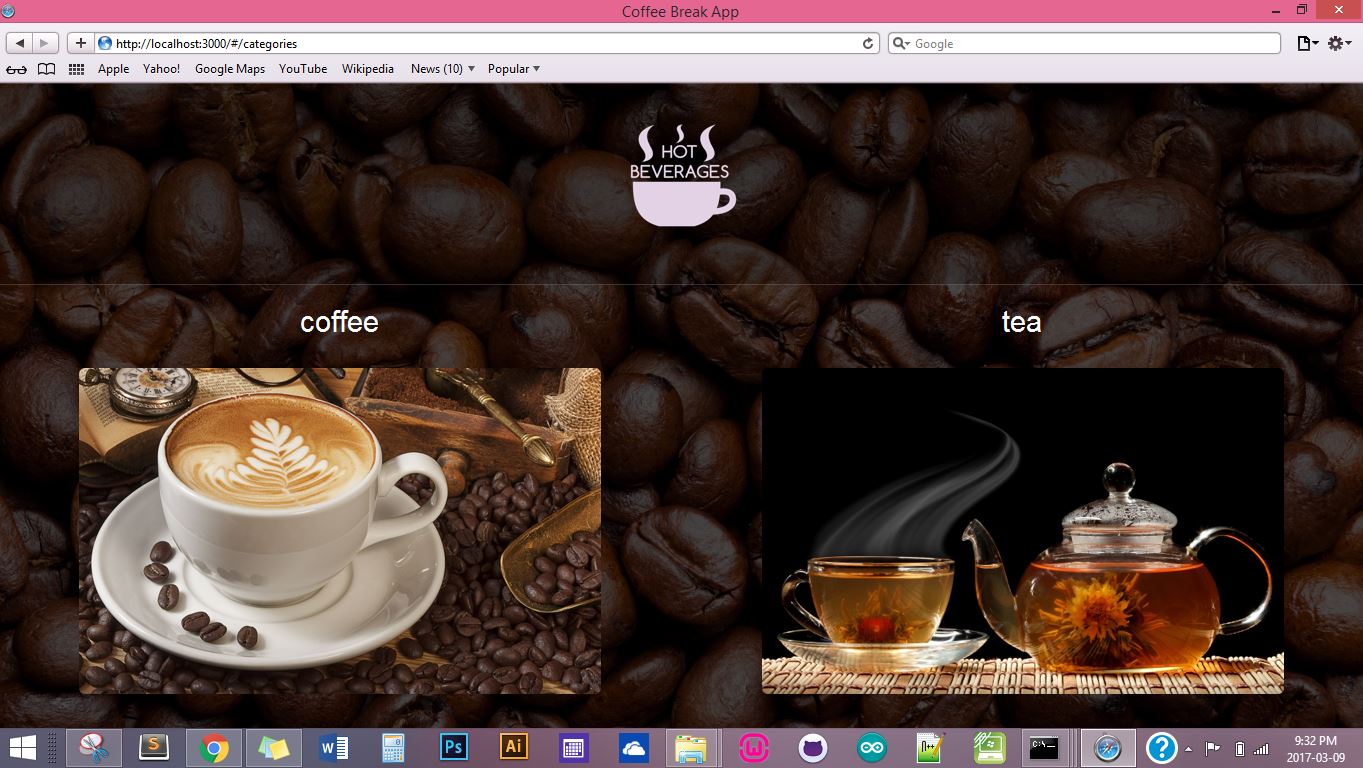 Coffee Break App
http://localhost:3000/#/categories
Google
Apple Yahoo! Google Maps YouTube Wikipedia News (10) Popular
HOT
BEVERAGES
coffee
tea
S
W
Ps
Ai
C:\_
?
9:32 PM
2017-03-09